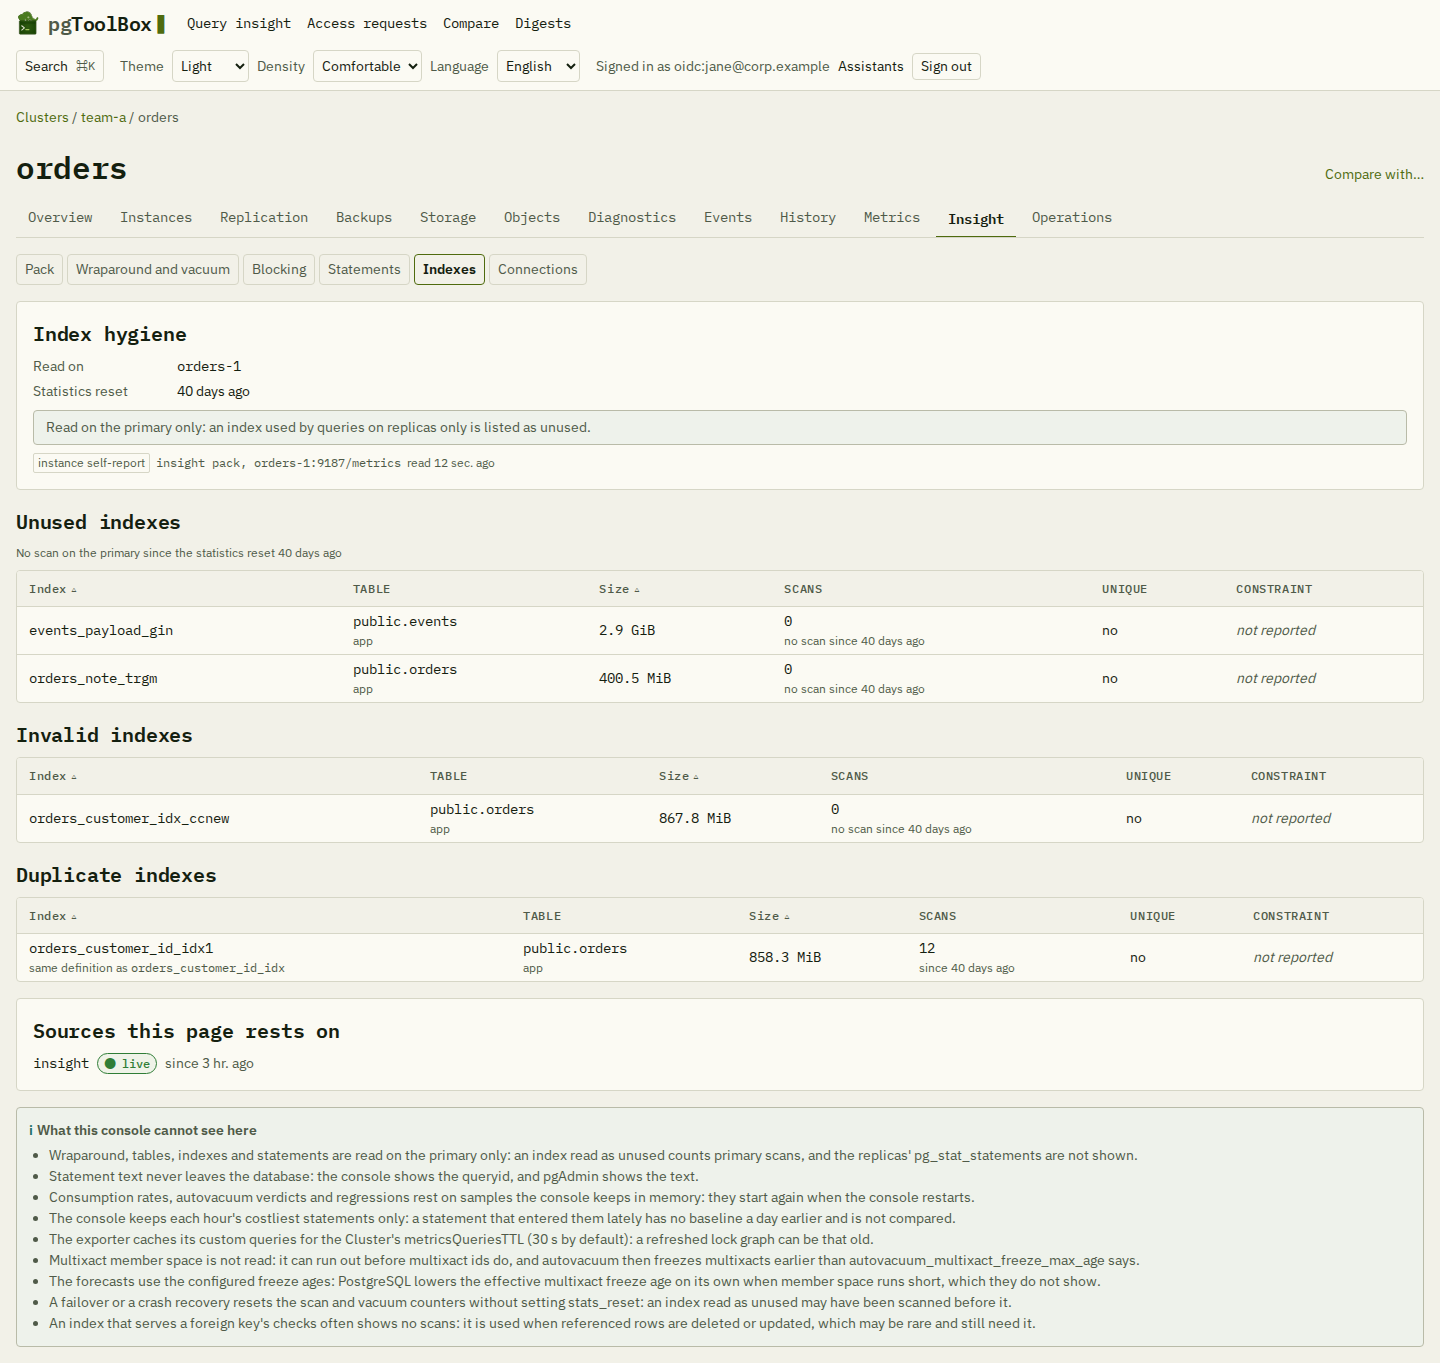 pgToolBox Query insight Access requests Compare Digests
Search ⌘K Theme Light Density Comfortable Language English Signed in as oidc:jane@corp.example Assistants Sign out
Clusters / team-a / orders
orders
Compare with…
Overview Instances Replication Backups Storage Objects Diagnostics Events History Metrics Insight Operations
Pack Wraparound and vacuum Blocking Statements Indexes Connections
Index hygiene
Read on orders-1
Statistics reset 40 days ago
Read on the primary only: an index used by queries on replicas only is listed as unused.
instance self-report insight pack, orders-1:9187/metrics read 12 sec. ago
Unused indexes
No scan on the primary since the statistics reset 40 days ago
Index TABLE Size SCANS UNIQUE CONSTRAINT
events_payload_gin public.events 2.9 GiB 0 no not reported
app no scan since 40 days ago
orders_note_trgm public.orders 400.5 MiB 0 no not reported
app no scan since 40 days ago
Invalid indexes
Index TABLE Size SCANS UNIQUE CONSTRAINT
orders_customer_idx_ccnew public.orders 867.8 MiB 0 no not reported
app no scan since 40 days ago
Duplicate indexes
Index TABLE Size SCANS UNIQUE CONSTRAINT
orders_customer_id_idx1 public.orders 858.3 MiB 12 no not reported
same definition as orders_customer_id_idx app since 40 days ago
Sources this page rests on
insight live since 3 hr. ago
i What this console cannot see here
Wraparound, tables, indexes and statements are read on the primary only: an index read as unused counts primary scans, and the replicas' pg_stat_statements are not shown.
Statement text never leaves the database: the console shows the queryid, and pgAdmin shows the text.
Consumption rates, autovacuum verdicts and regressions rest on samples the console keeps in memory: they start again when the console restarts.
The console keeps each hour's costliest statements only: a statement that entered them lately has no baseline a day earlier and is not compared.
The exporter caches its custom queries for the Cluster's metricsQueriesTTL (30 s by default): a refreshed lock graph can be that old.
Multixact member space is not read: it can run out before multixact ids do, and autovacuum then freezes multixacts earlier than autovacuum_multixact_freeze_max_age says.
The forecasts use the configured freeze ages: PostgreSQL lowers the effective multixact freeze age on its own when member space runs short, which they do not show.
A failover or a crash recovery resets the scan and vacuum counters without setting stats_reset: an index read as unused may have been scanned before it.
An index that serves a foreign key's checks often shows no scans: it is used when referenced rows are deleted or updated, which may be rare and still need it.